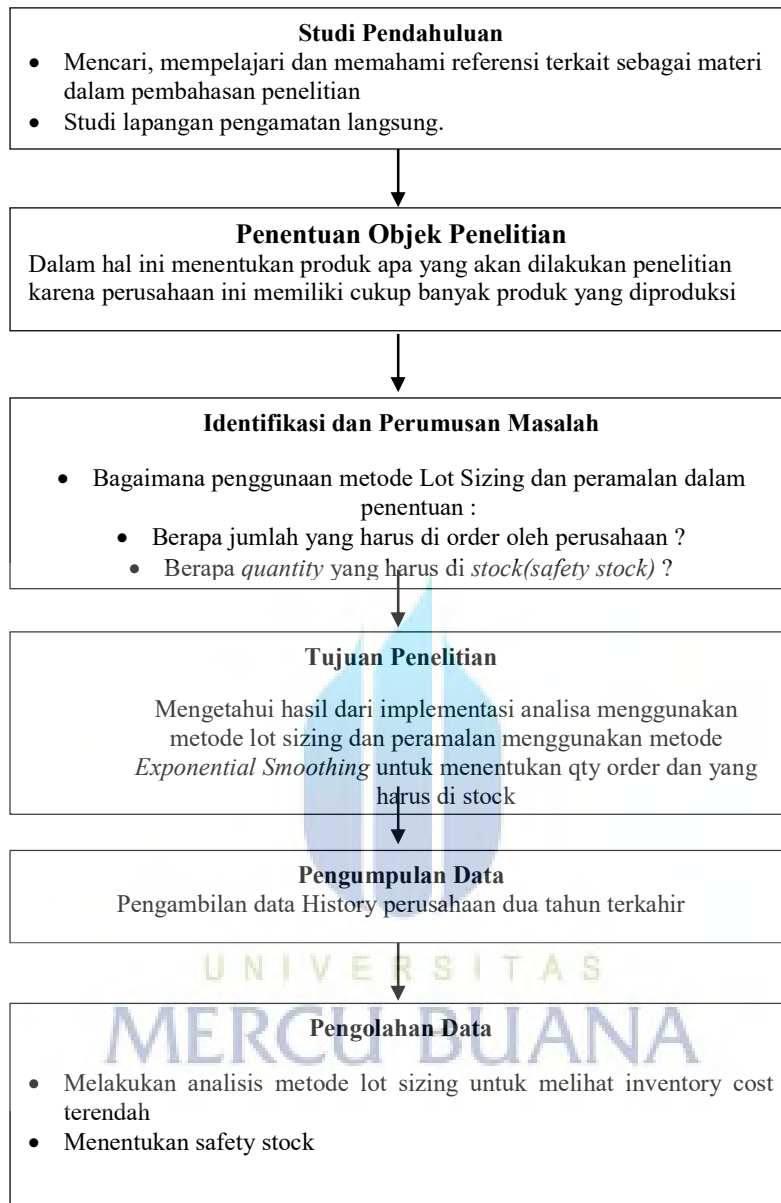 Studi Pendahuluan
• Mencari, mempelajari dan memahami referensi terkait sebagai materi
dalam pembahasan penelitian
• Studi lapangan pengamatan langsung.
Penentuan Objek Penelitian
Dalam hal ini menentukan produk apa yang akan dilakukan penelitian
karena perusahaan ini memiliki cukup banyak produk yang diproduksi
Identifikasi dan Perumusan Masalah
• Bagaimana penggunaan metode Lot Sizing dan peramalan dalam
penentuan :
• Berapa jumlah yang harus di order oleh perusahaan ?
• Berapa quantity yang harus di stock(safety stock) ?
Tujuan Penelitian
Mengetahui hasil dari implementasi analisa menggunakan
metode lot sizing dan peramalan menggunakan metode
Exponential Smoothing untuk menentukan qty order dan yang
harus di stock
Pengumpulan Data
Pengambilan data History perusahaan dua tahun terkahir
UNIVERSITAS
MERCU BUANA
Pengolahan Data
• Melakukan analisis metode lot sizing untuk melihat inventory cost
terendah
• Menentukan safety stock